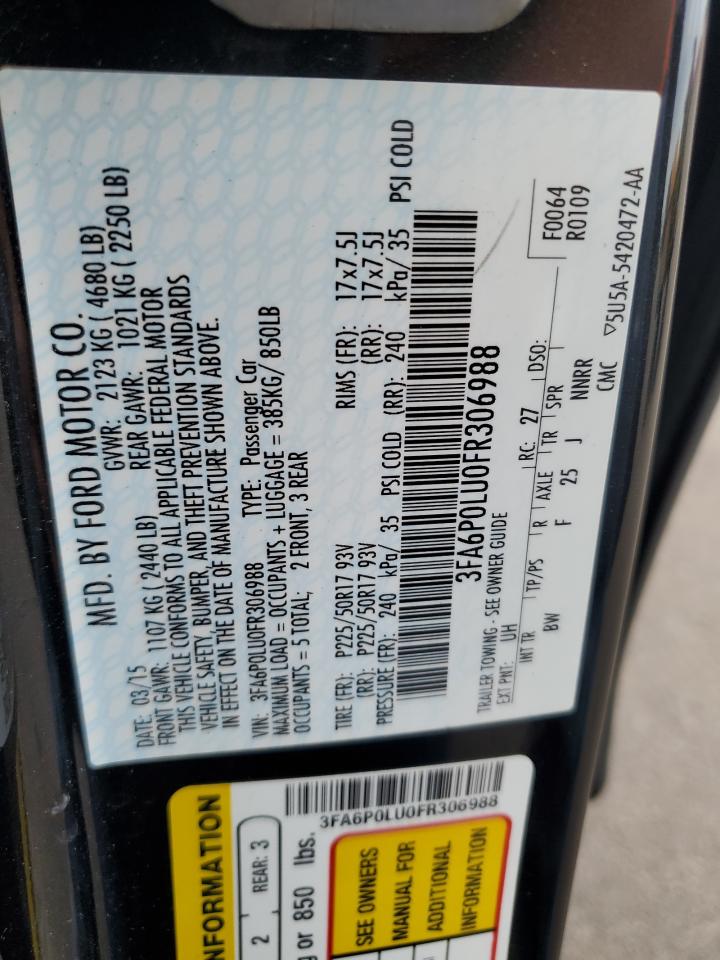 MFD. BY FORD MOTOR CO.
DATE: 03/15 GVWR: 2123 KG ( 4680 LB)
FRONT GAWR: 1107 KG ( 2440 LB) REAR GAWR: 1021 KG ( 2250 LB)
THIS VEHICLE CONFORMS TO ALL APPLICABLE FEDERAL MOTOR
VEHICLE SAFETY, BUMPER, AND THEFT PREVENTION STANDARDS
IN EFFECT ON THE DATE OF MANUFACTURE SHOWN ABOVE.
VIN: 3FA6P0LU0FR306988 TYPE: Passenger Car
MAXIMUM LOAD = OCCUPANTS + LUGGAGE = 385KG/ 850LB
OCCUPANTS = 5 TOTAL; 2 FRONT, 3 REAR
TIRE (FR): P225/50R17 93V RIMS (FR): 17x7.5J
(RR): P225/50R17 93V (RR): 17x7.5J
PRESSURE (FR): 240 kPa/ 35 PSI COLD (RR): 240 kPa/ 35 PSI COLD
3FA6P0LU0FR306988
TRAILER TOWING - SEE OWNER GUIDE F0064
EXT PNT: UH RC: 27 DSO: R0109
INT TR TP/PS R AXLE TR SPR
BW F 25 J NNRR
CMC ▽5U5A-5420472-AA
NFORMATION
2 REAR: 3
or 850 lbs.
3FA6P0LU0FR306988
SEE OWNERS
MANUAL FOR
ADDITIONAL
INFORMATION